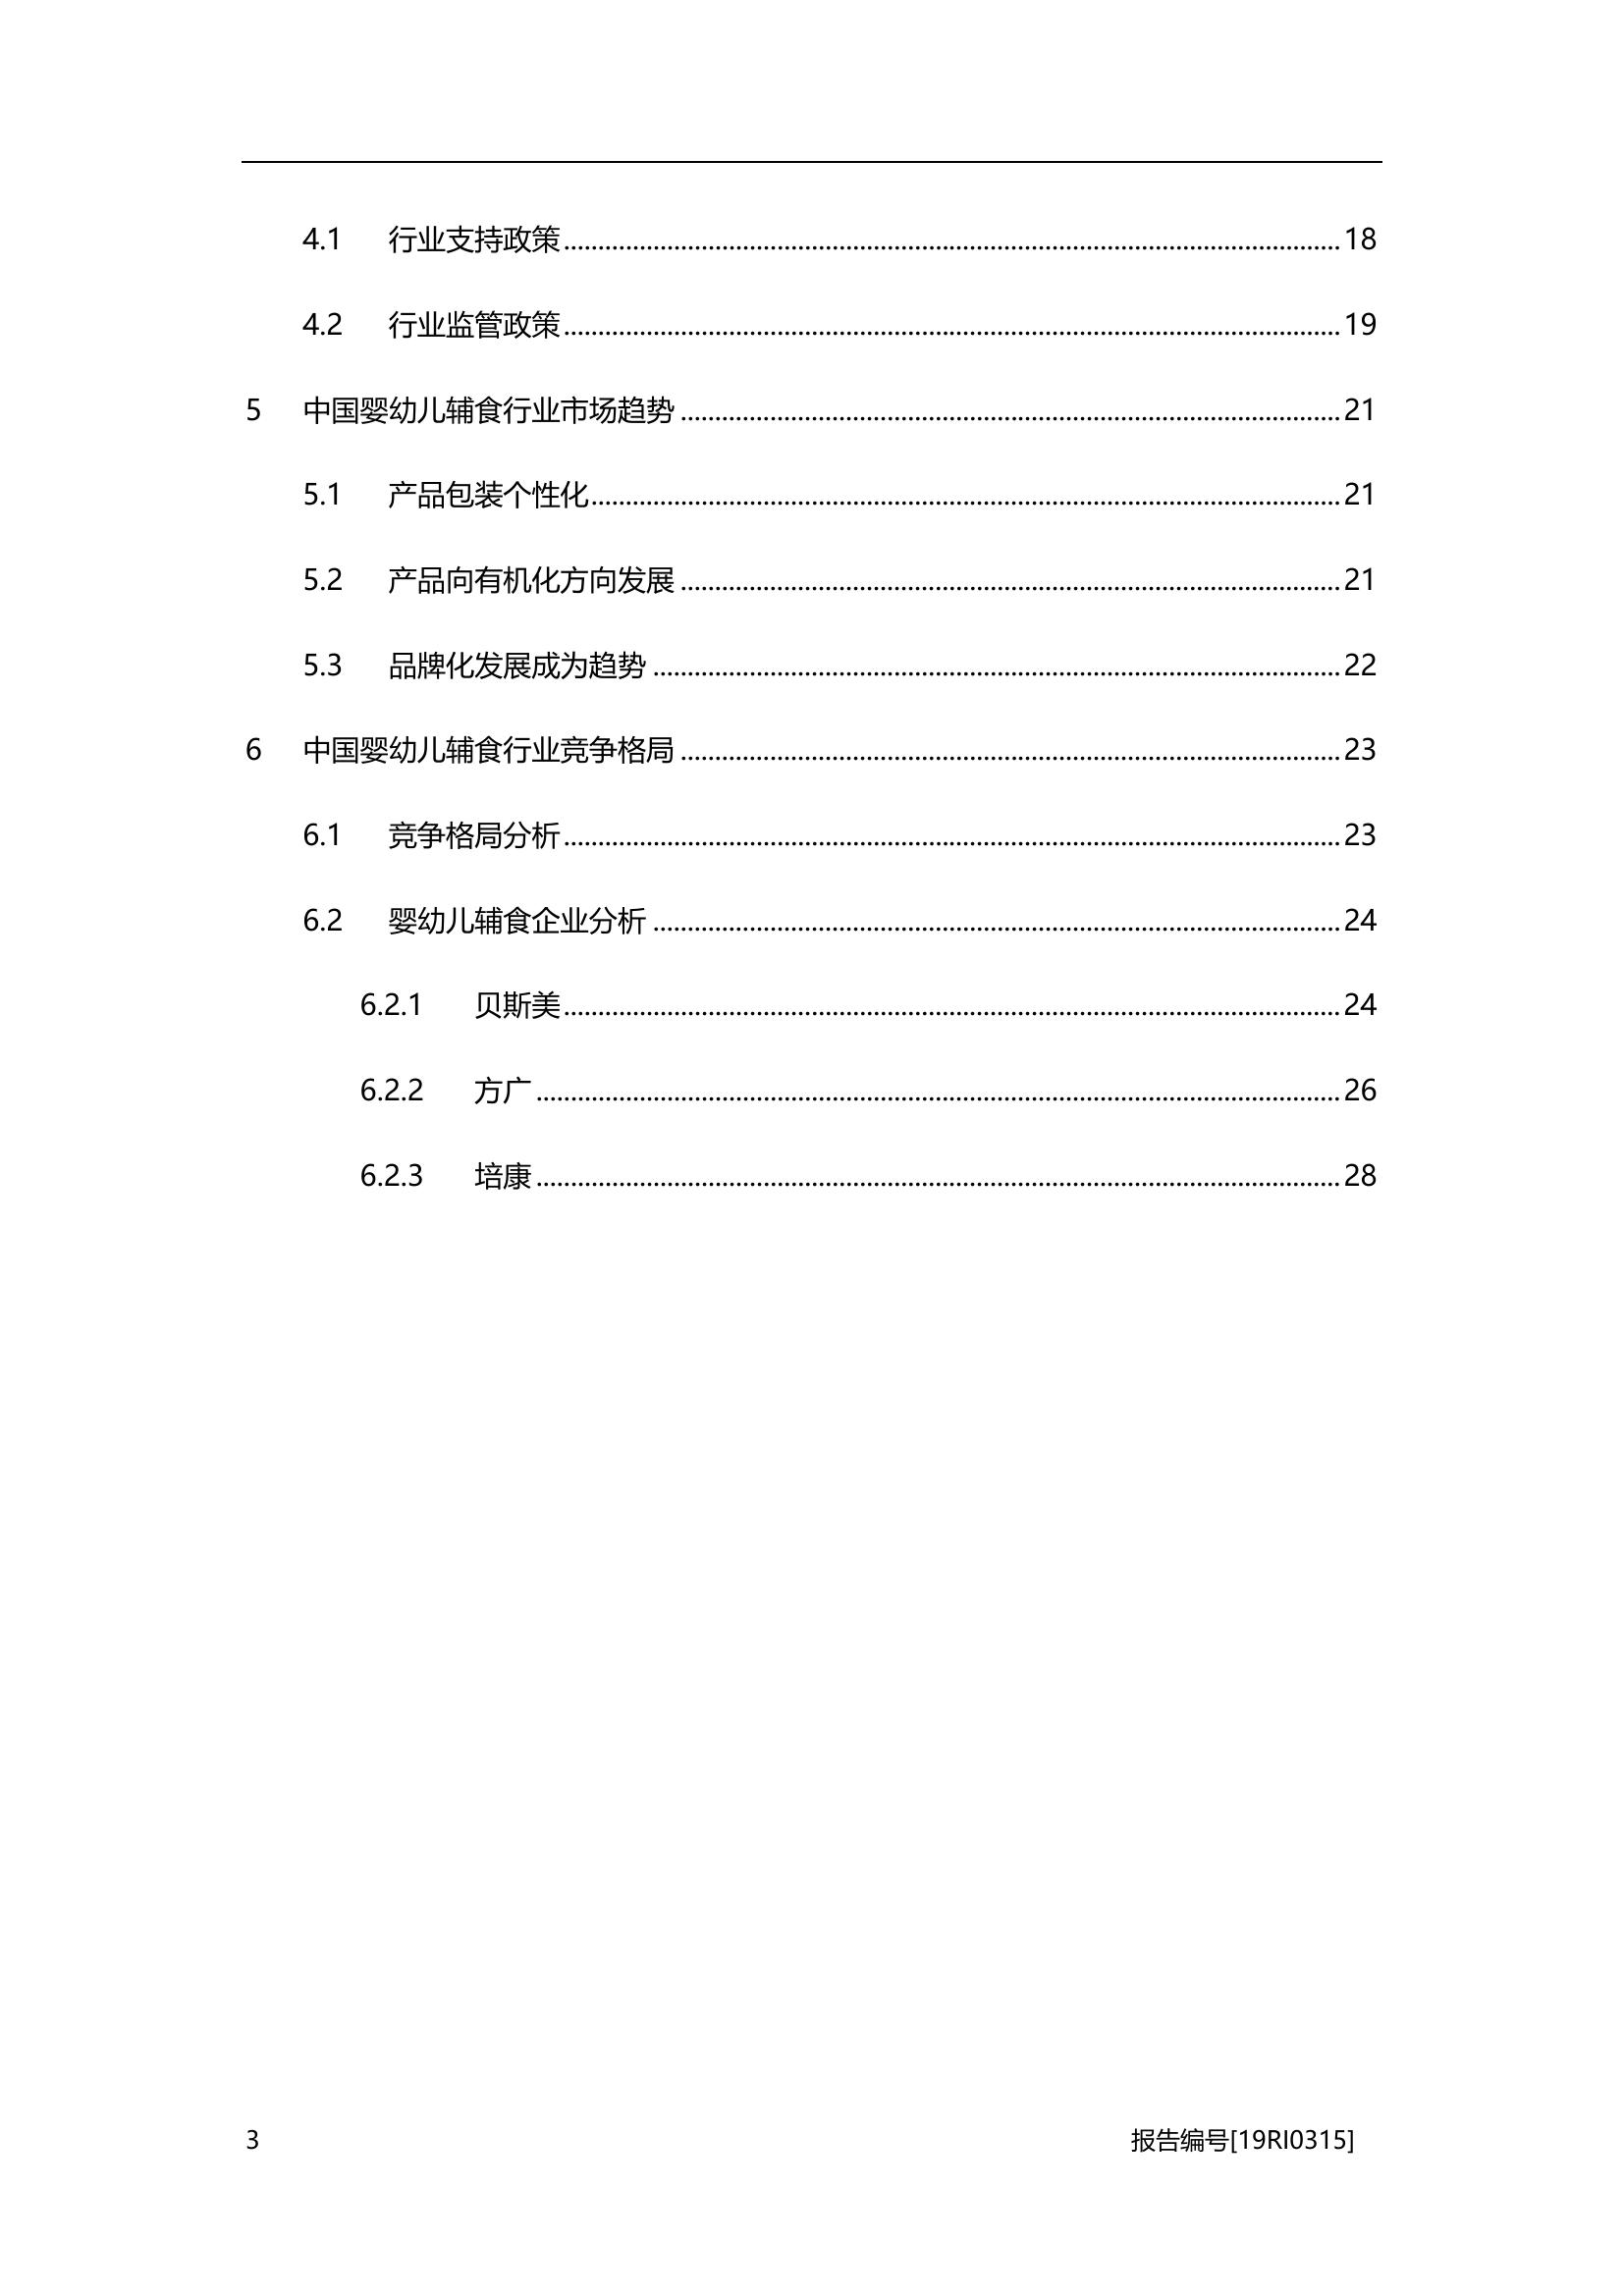 4.1 行业支持政策 18
4.2 行业监管政策 19
5 中国婴幼儿辅食行业市场趋势 21
5.1 产品包装个性化 21
5.2 产品向有机化方向发展 21
5.3 品牌化发展成为趋势 22
6 中国婴幼儿辅食行业竞争格局 23
6.1 竞争格局分析 23
6.2 婴幼儿辅食企业分析 24
6.2.1 贝斯美 24
6.2.2 方广 26
6.2.3 培康 28
3 报告编号[19RI0315]